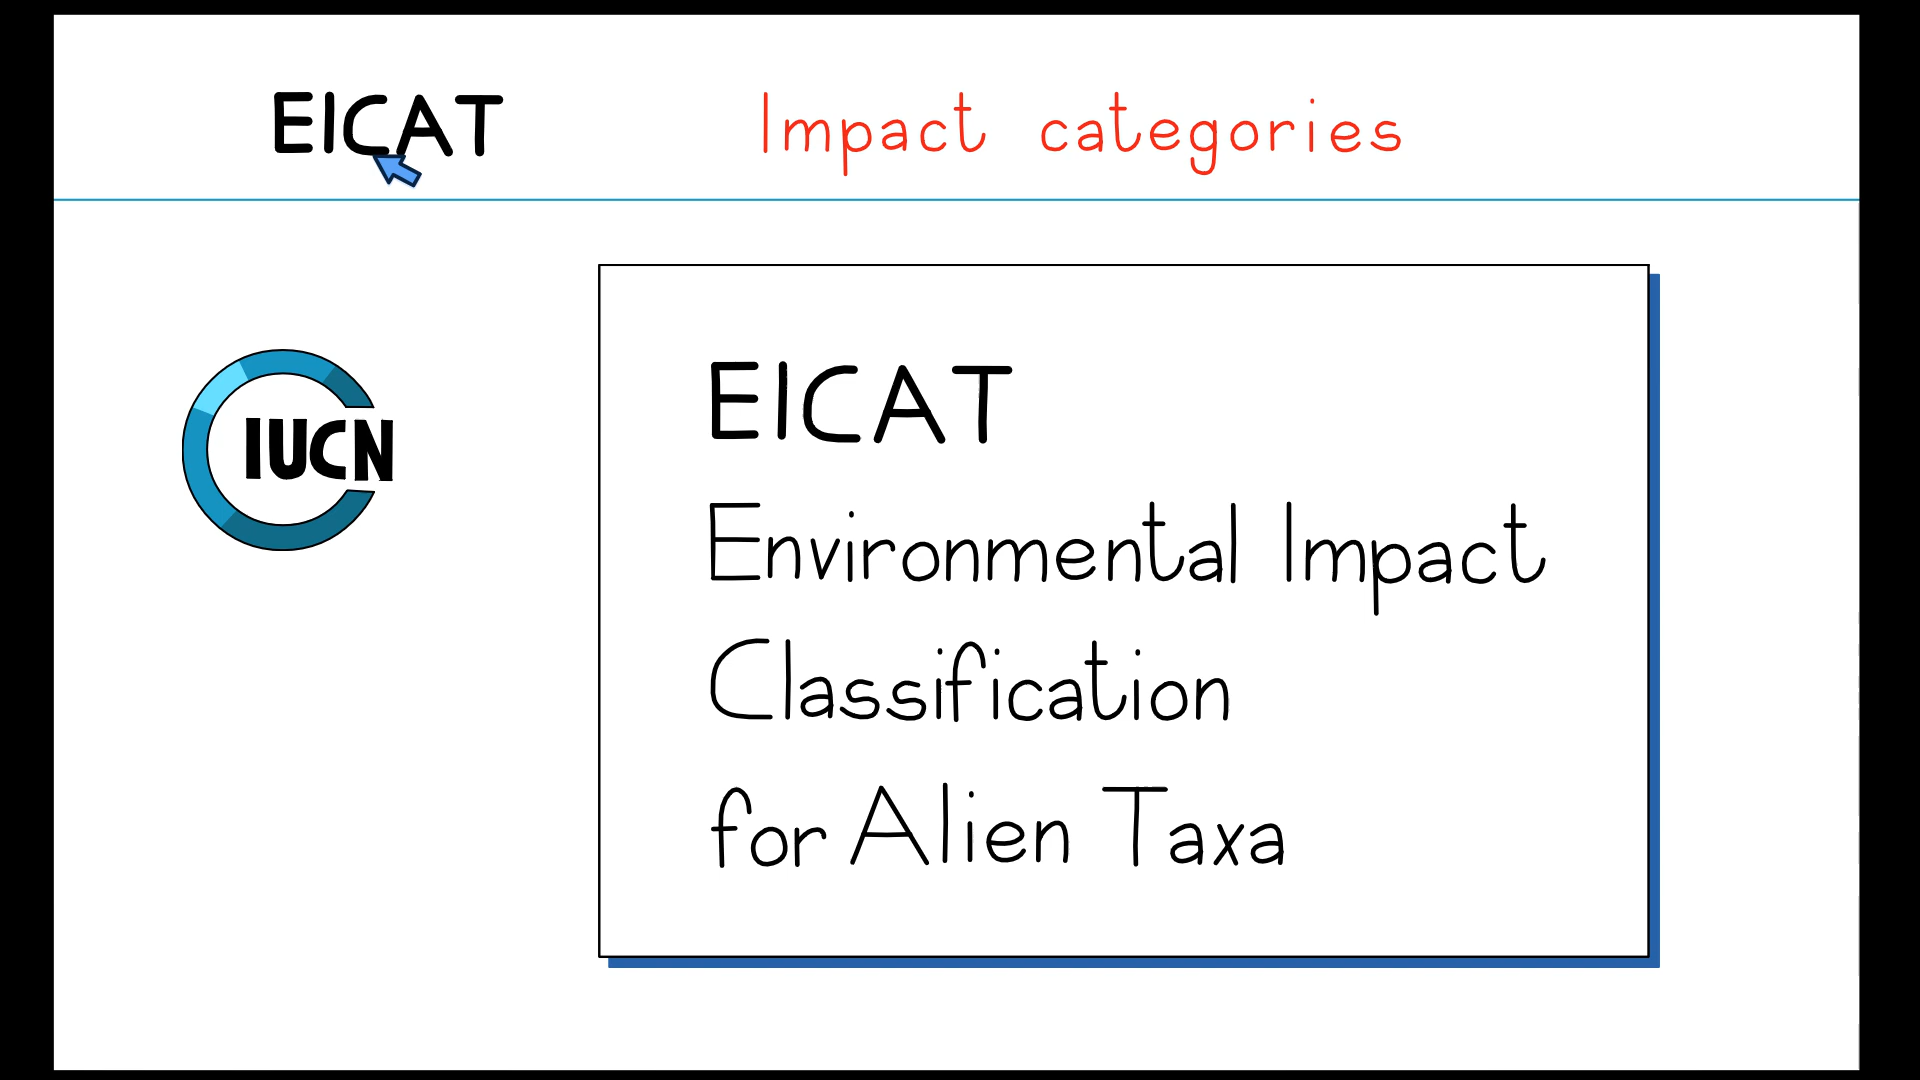 EICAT
Impact categories
IUCN
EICAT
Environmental Impact
Classification
for Alien Taxa